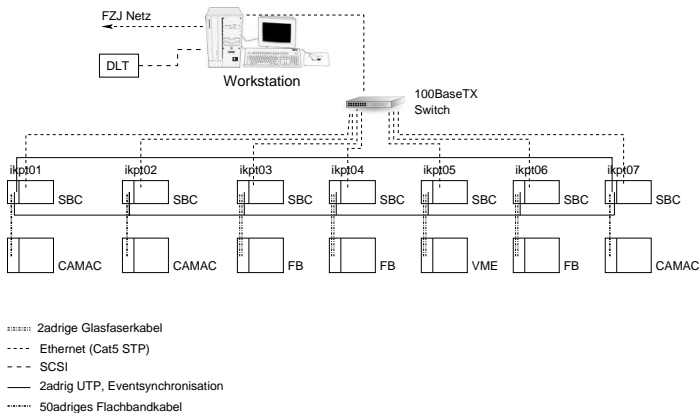 FZJ Netz
DLT
Workstation
100BaseTX
Switch
ikpt01 ikpt02 ikpt03 ikpt04 ikpt05 ikpt06 ikpt07
SBC SBC SBC SBC SBC SBC SBC
CAMAC CAMAC FB FB VME FB CAMAC
2adrige Glasfaserkabel
Ethernet (Cat5 STP)
SCSI
2adrig UTP, Eventsynchronisation
50adriges Flachbandkabel